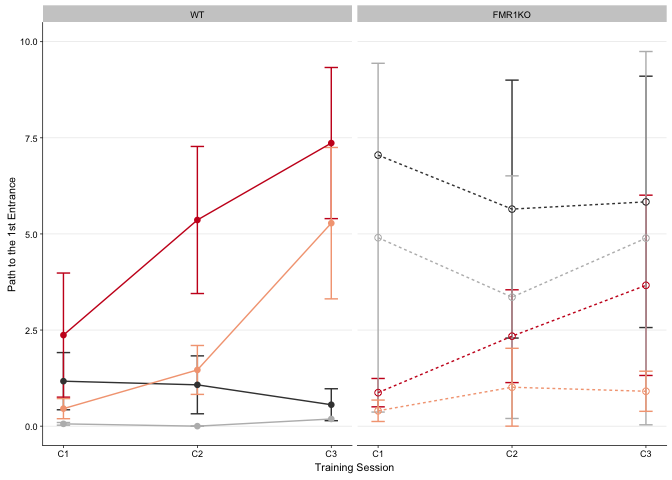 WT
FMR1KO
10.0
7.5
5.0
2.5
0.0
Path to the 1st Entrance
C1
C2
C3
C1
C2
C3
Training Session